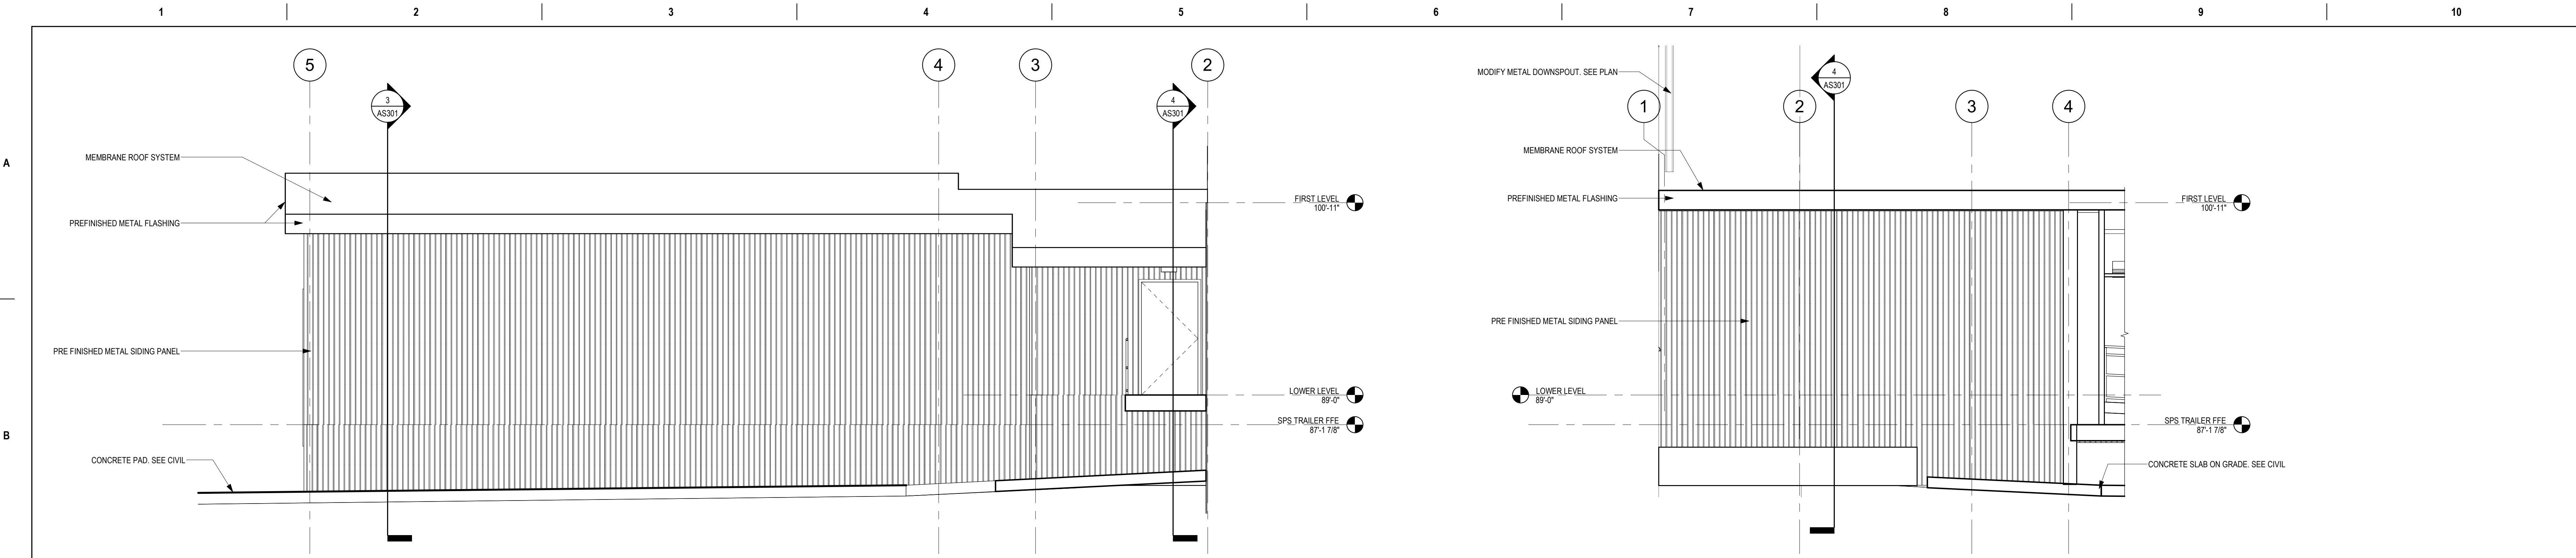 1 2 3 4 5 6 7 8 9 10
A
B
5 4 3 2
3
AS301
4
AS301
MEMBRANE ROOF SYSTEM
PREFINISHED METAL FLASHING
PRE FINISHED METAL SIDING PANEL
CONCRETE PAD. SEE CIVIL
FIRST LEVEL
100'-11"
LOWER LEVEL
89'-0"
SPS TRAILER FFE
87'-1 7/8"
MODIFY METAL DOWNSPOUT. SEE PLAN
1 2 3 4
4
AS301
MEMBRANE ROOF SYSTEM
PREFINISHED METAL FLASHING
PRE FINISHED METAL SIDING PANEL
LOWER LEVEL
89'-0"
FIRST LEVEL
100'-11"
SPS TRAILER FFE
87'-1 7/8"
CONCRETE SLAB ON GRADE. SEE CIVIL